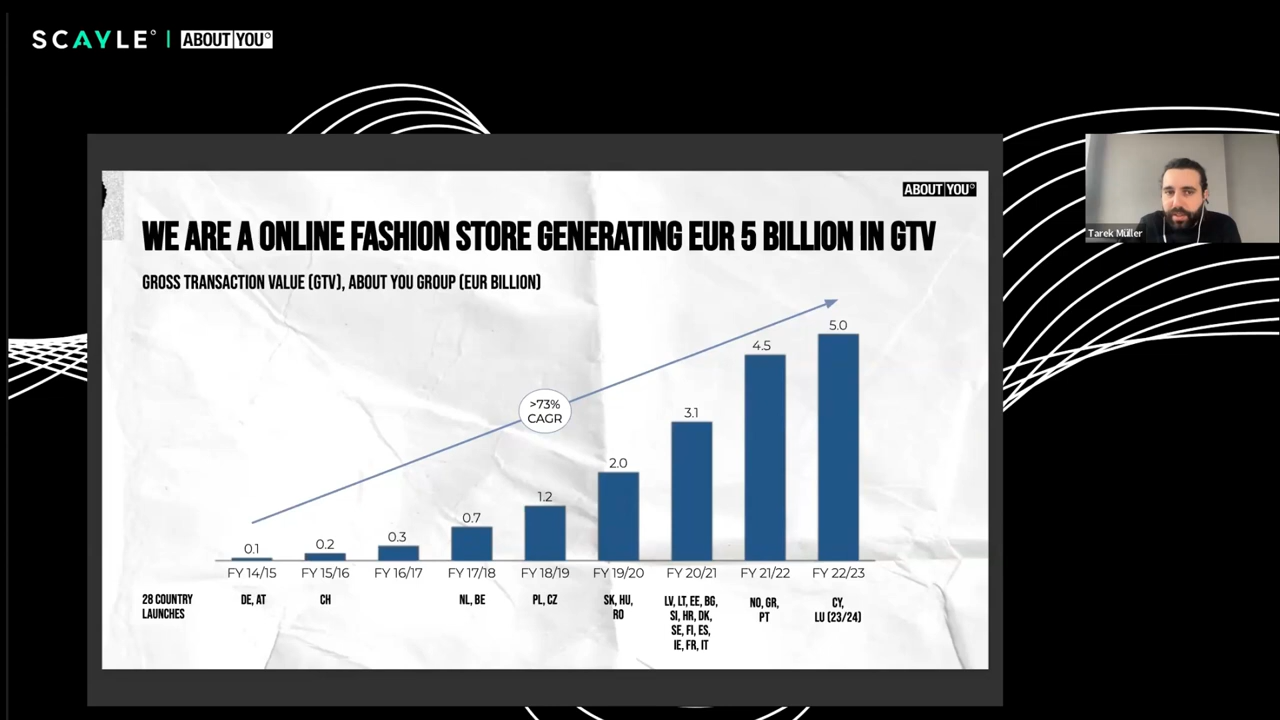 SCAYLE° | ABOUT YOU°
ABOUT YOU°
WE ARE A ONLINE FASHION STORE GENERATING EUR 5 BILLION IN GTV
GROSS TRANSACTION VALUE (GTV), ABOUT YOU GROUP (EUR BILLION)
Tarek Müller
>73%
CAGR
0.1
0.2
0.3
0.7
1.2
2.0
3.1
4.5
5.0
FY 14/15
FY 15/16
FY 16/17
FY 17/18
FY 18/19
FY 19/20
FY 20/21
FY 21/22
FY 22/23
28 COUNTRY
LAUNCHES
DE, AT
CH
NL, BE
PL, CZ
SK, HU,
RO
LV, LT, EE, BG,
SI, HR, DK,
SE, FI, ES,
IE, FR, IT
NO, GR,
PT
CY,
LU (23/24)